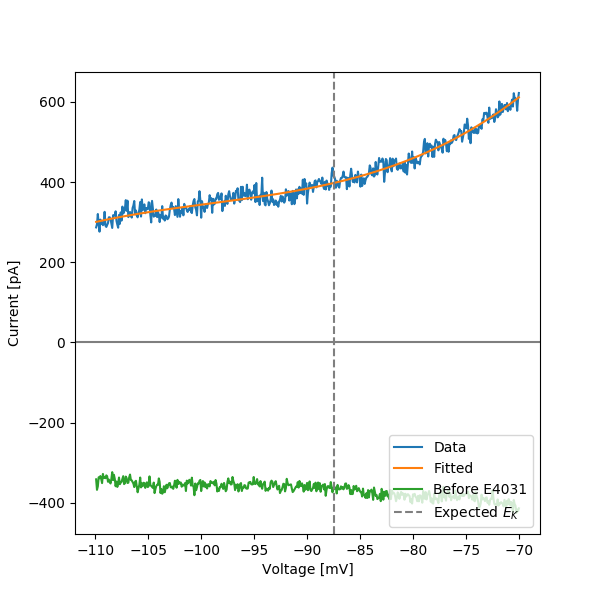 600
400
200
0
−200
−400
Current [pA]
Data
Fitted
Before E4031
Expected E_K
−110 −105 −100 −95 −90 −85 −80 −75 −70
Voltage [mV]